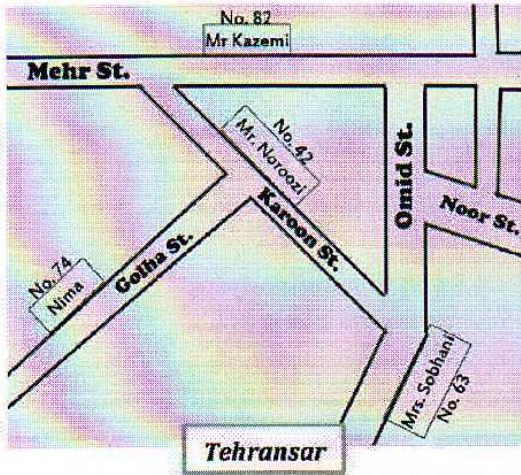 No. 82
Mr Kazemi
Mehr St.
No. 42
Mr. Noroozi
Karoon St.
Omid St.
Noor St.
Golha St.
No. 74
Nima
Mrs. Sobhani
No. 63
Tehransar